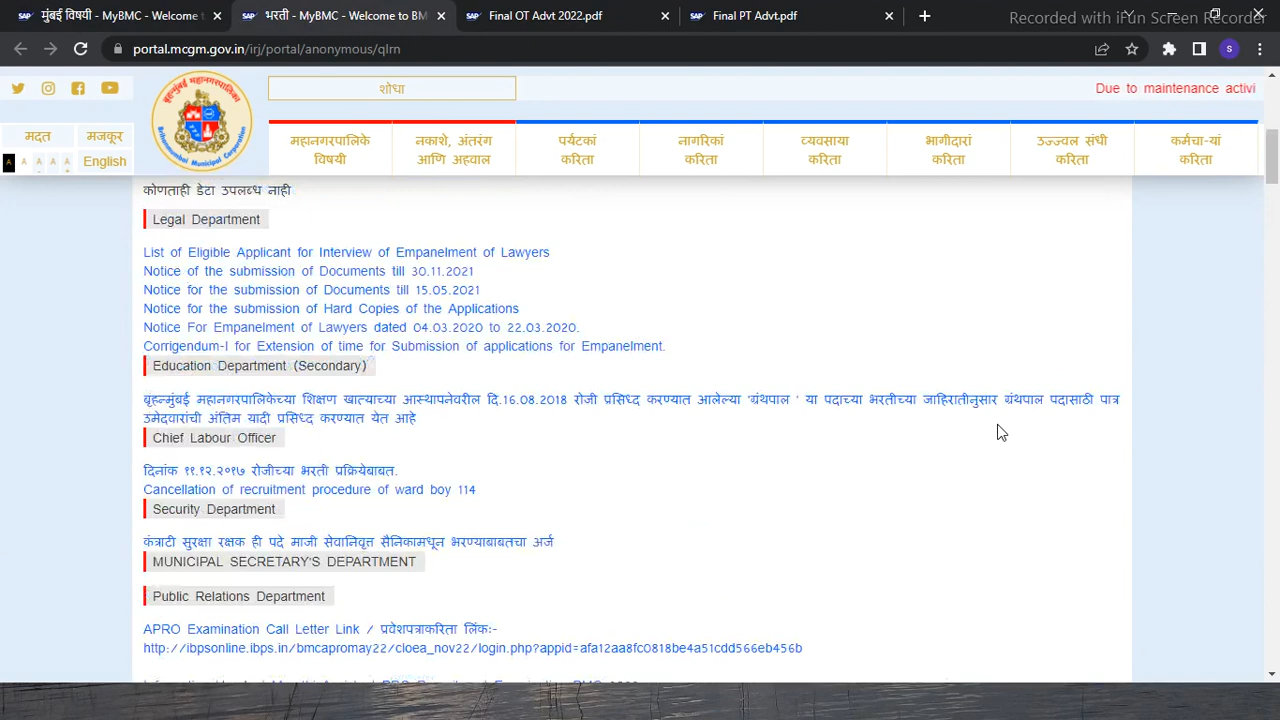 मुंबई विषयी - MyBMC - Welcome t
भरती - MyBMC - Welcome to BM
Final OT Advt 2022.pdf
Final PT Advt.pdf
Recorded with iFun Screen Recorder
portal.mcgm.gov.in/irj/portal/anonymous/qlrn
S
शोधा
Due to maintenance activi
बृहन्मुंबई महानगरपालिका
Brihanmumbai Municipal Corporation
मदत
मजकूर
A A A A A
English
महानगरपालिके विषयी
नकाशे, अंतरंग आणि अहवाल
पर्यटकां करिता
नागरिकां करिता
व्यवसाया करिता
भागीदारां करिता
उज्ज्वल संधी करिता
कर्मचा-यां करिता
कोणताही डेटा उपलब्ध नाही
Legal Department
List of Eligible Applicant for Interview of Empanelment of Lawyers
Notice of the submission of Documents till 30.11.2021
Notice for the submission of Documents till 15.05.2021
Notice for the submission of Hard Copies of the Applications
Notice For Empanelment of Lawyers dated 04.03.2020 to 22.03.2020.
Corrigendum-I for Extension of time for Submission of applications for Empanelment.
Education Department (Secondary)
बृहन्मुंबई महानगरपालिकेच्या शिक्षण खात्याच्या आस्थापनेवरील दि.16.08.2018 रोजी प्रसिध्द करण्यात आलेल्या 'ग्रंथपाल ' या पदाच्या भरतीच्या जाहिरातीनुसार ग्रंथपाल पदासाठी पात्र
उमेदवारांची अंतिम यादी प्रसिध्द करण्यात येत आहे
Chief Labour Officer
दिनांक ११.१२.२०१७ रोजीच्या भरती प्रक्रियेबाबत.
Cancellation of recruitment procedure of ward boy 114
Security Department
कंत्राटी सुरक्षा रक्षक ही पदे माजी सेवानिवृत्त सैनिकामधून भरण्याबाबतचा अर्ज
MUNICIPAL SECRETARY'S DEPARTMENT
Public Relations Department
APRO Examination Call Letter Link / प्रवेशपत्राकरिता लिंक:-
http://ibpsonline.ibps.in/bmcapromay22/cloea_nov22/login.php?appid=afa12aa8fc0818be4a51cdd566eb456b